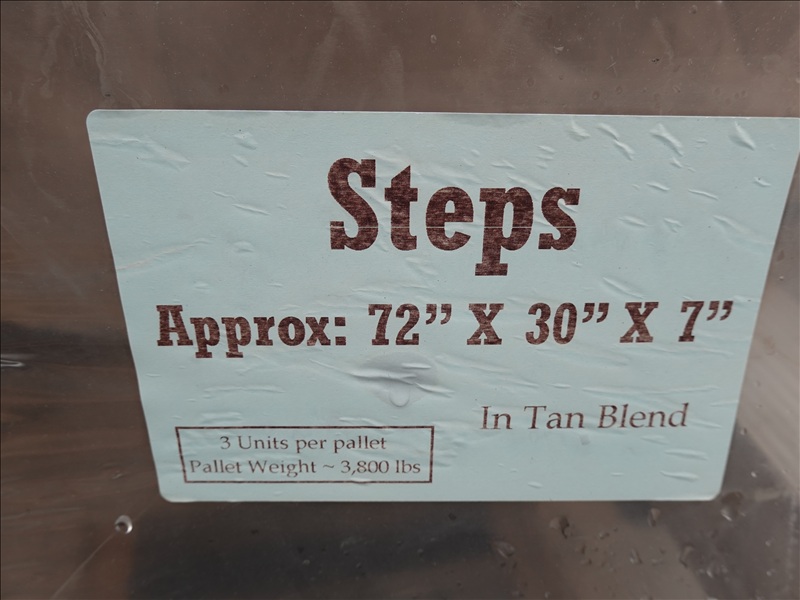 Steps
Approx: 72” X 30” X 7”
In Tan Blend
3 Units per pallet
Pallet Weight ~ 3,800 lbs